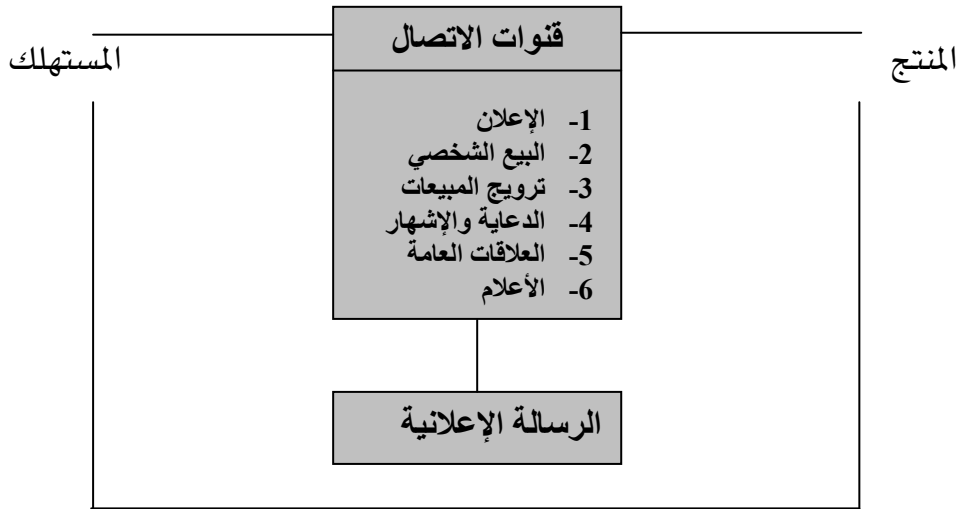 المنتج
قنوات الاتصال
المستهلك
1- الإعلان
2- البيع الشخصي
3- ترويج المبيعات
4- الدعاية والإشهار
5- العلاقات العامة
6- الأعلام
الرسالة الإعلانية